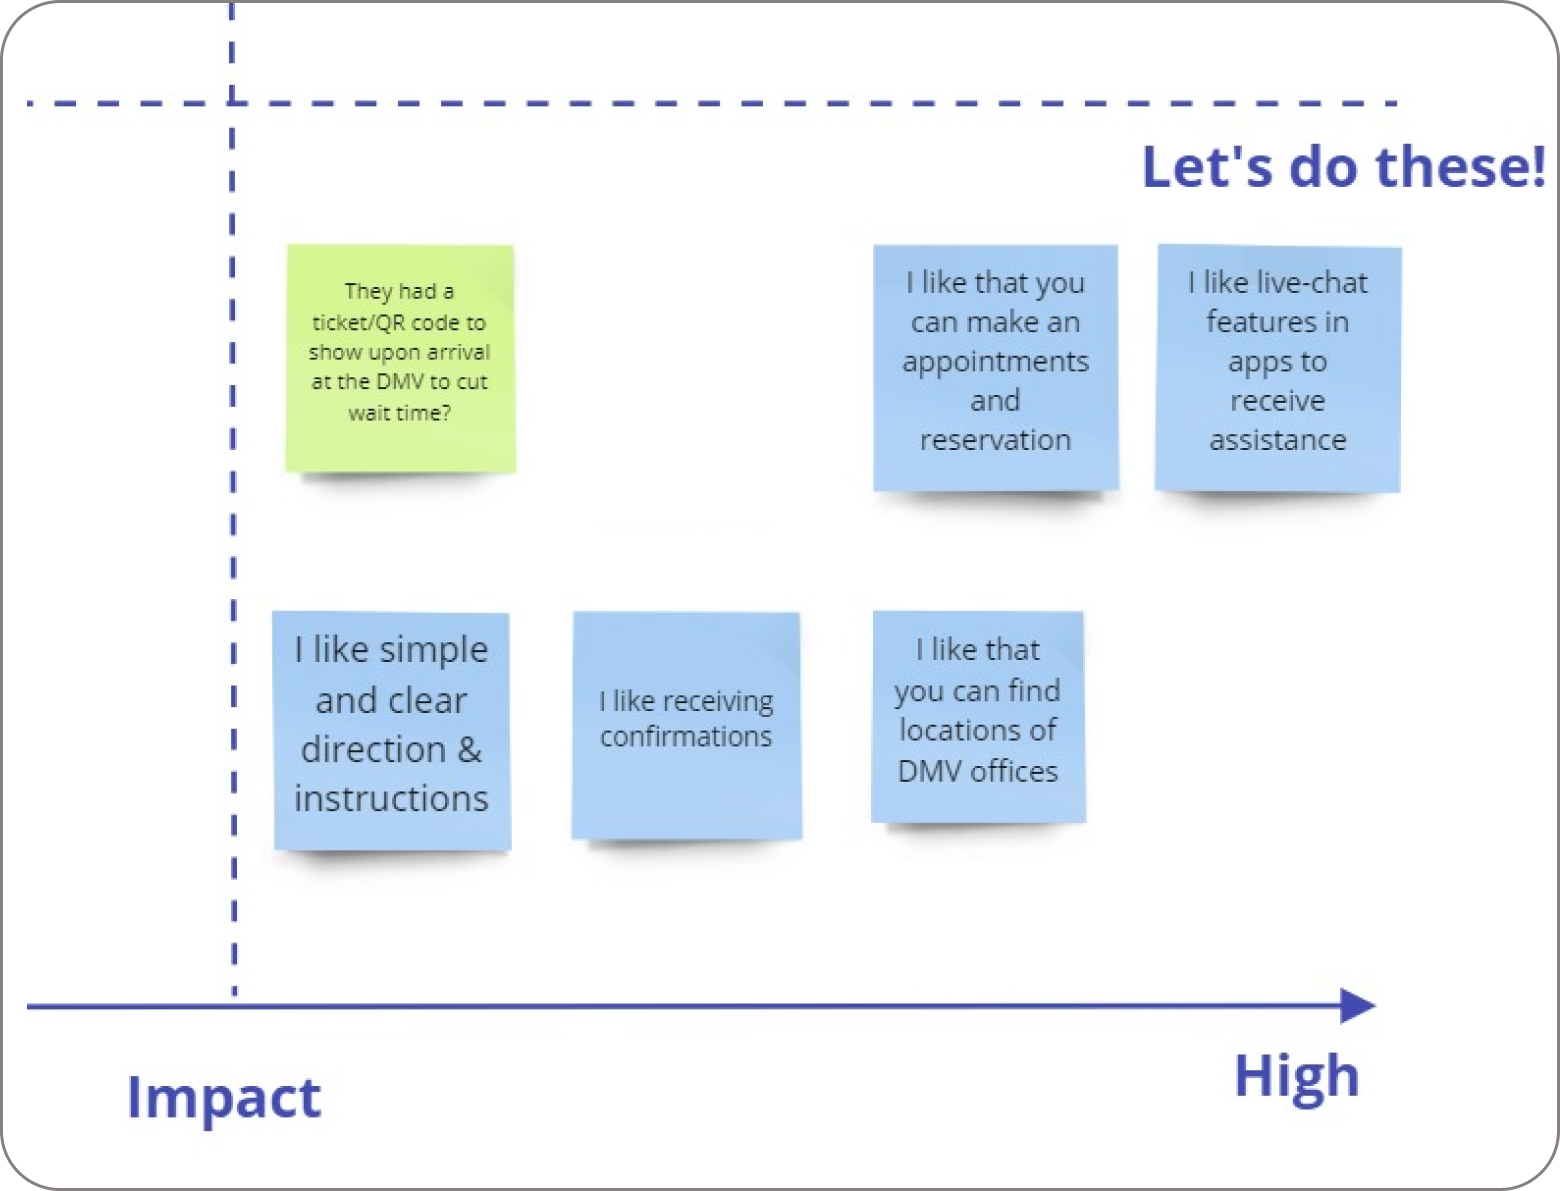 Let's do these!
They had a
ticket/QR code to
show upon arrival
at the DMV to cut
wait time?
I like that you
can make an
appointments
and
reservation
I like live-chat
features in
apps to
receive
assistance
I like simple
and clear
direction &
instructions
I like receiving
confirmations
I like that
you can find
locations of
DMV offices
Impact
High